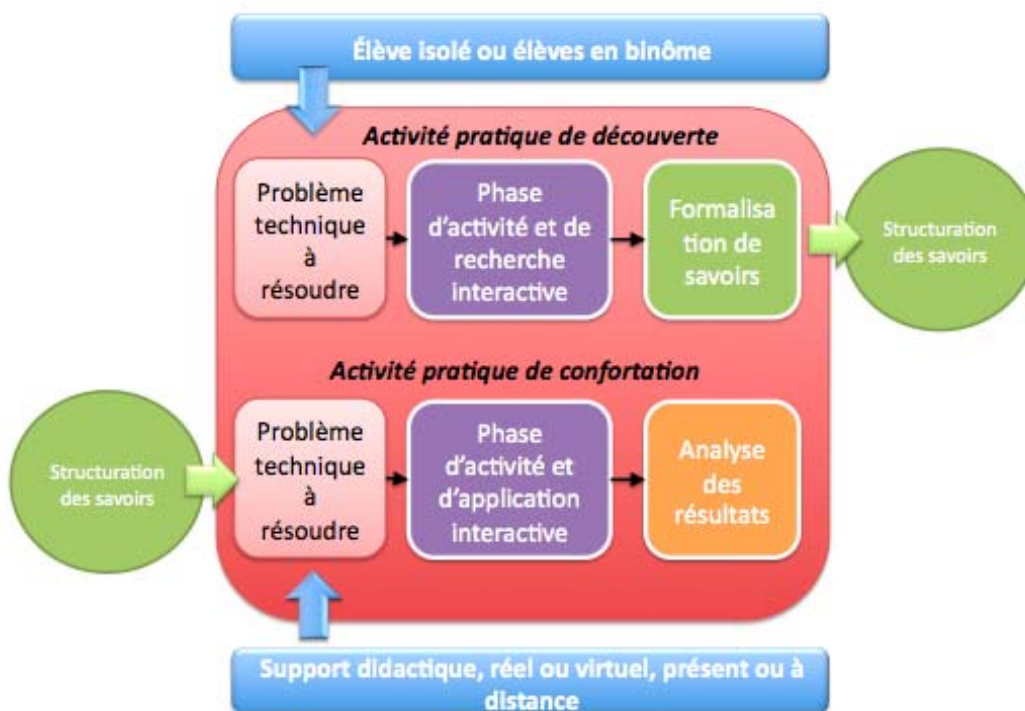 Élève isolé ou élèves en binôme
Activité pratique de découverte
Problème
technique
à
résoudre
Phase
d'activité et de
recherche
interactive
Formalisa
tion de
savoirs
Structuration
des savoirs
Activité pratique de confortation
Structuration
des savoirs
Problème
technique
à
résoudre
Phase
d'activité et
d'application
interactive
Analyse
des
résultats
Support didactique, réel ou virtuel, présent ou à
distance